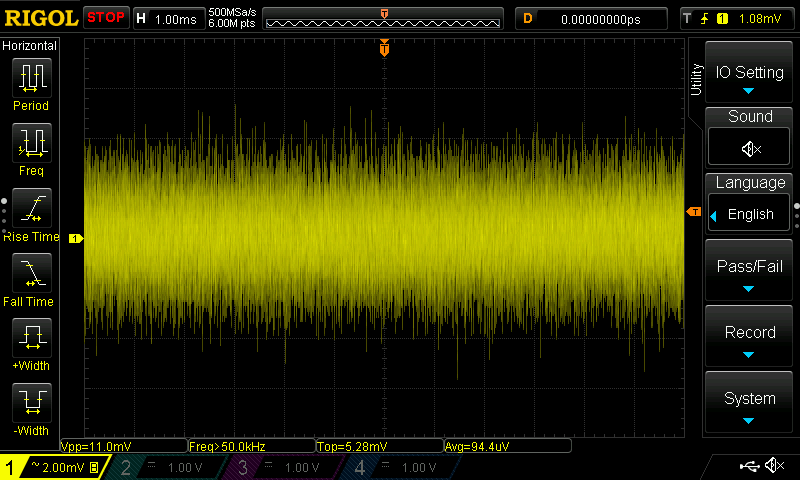 RIGOL STOP H 1.00ms 500MSa/s 6.00M pts D 0.00000000ps T 1 1.08mV
Horizontal
Period
Freq
Rise Time
Fall Time
+Width
-Width
T
T
1
Utility
IO Setting
Sound
Language
English
Pass/Fail
Record
System
Vpp=11.0mV Freq>50.0kHz Top=5.28mV Avg=94.4uV
1 ~ 2.00mV B 2 1.00 V 3 1.00 V 4 1.00 V